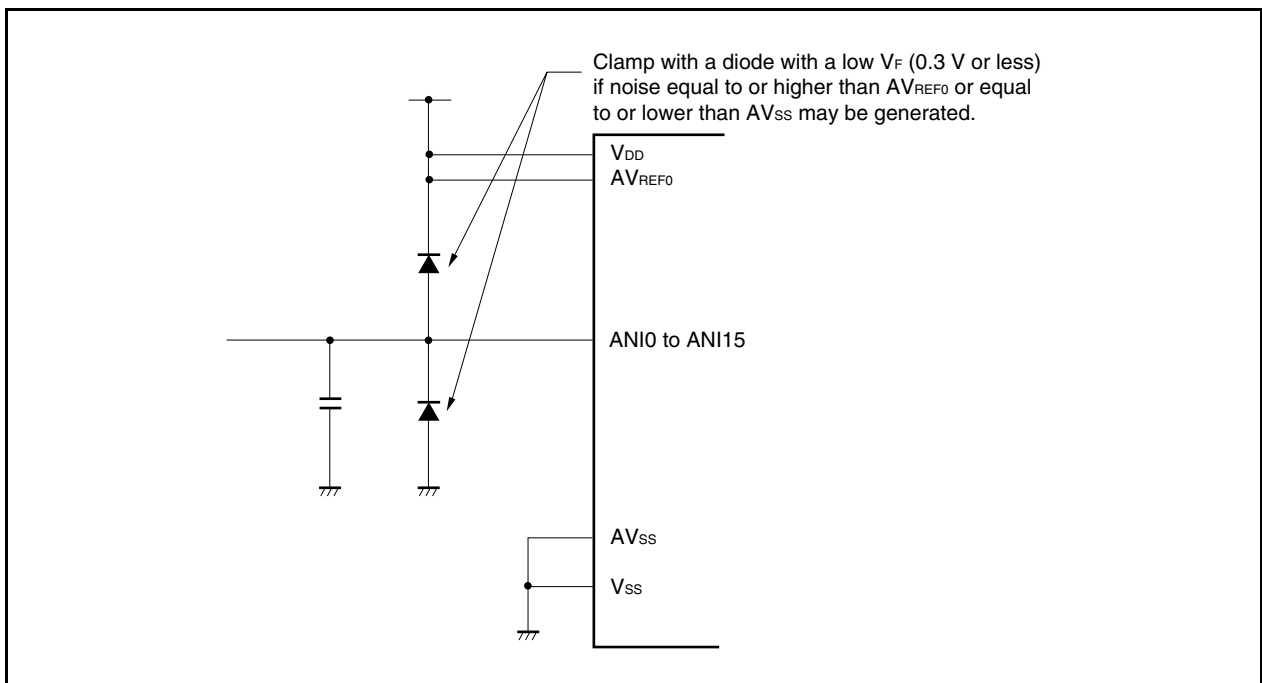 Clamp with a diode with a low VF (0.3 V or less)
if noise equal to or higher than AVREF0 or equal
to or lower than AVSS may be generated.
VDD
AVREF0
ANI0 to ANI15
AVSS
VSS